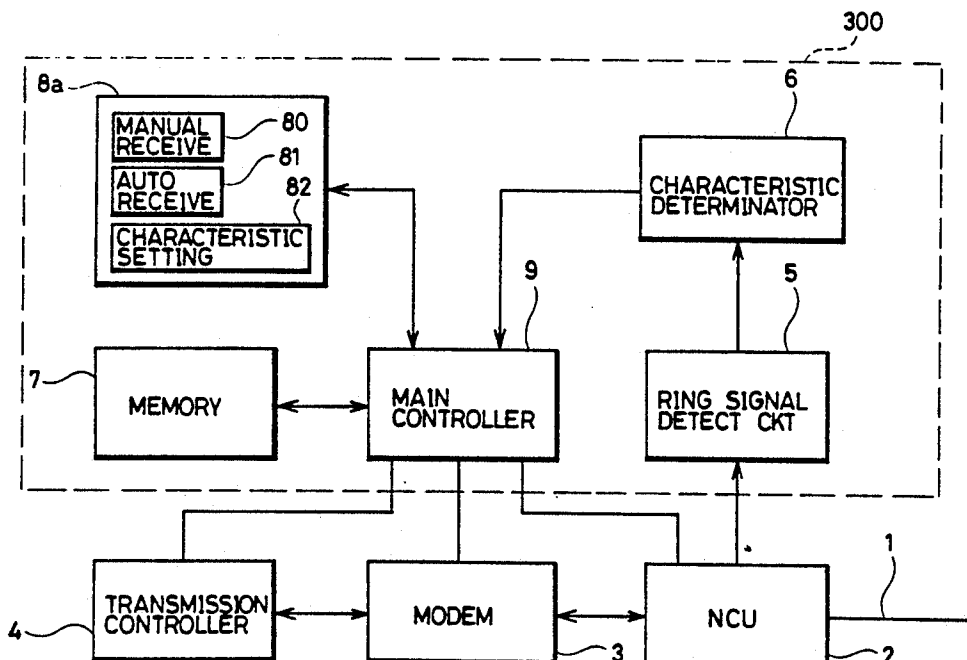 300
8a
MANUAL
RECEIVE
80
AUTO
RECEIVE
81
82
CHARACTERISTIC
SETTING
6
CHARACTERISTIC
DETERMINATOR
9
5
7
MEMORY
MAIN
CONTROLLER
RING SIGNAL
DETECT CKT
1
4
TRANSMISSION
CONTROLLER
MODEM
3
NCU
2